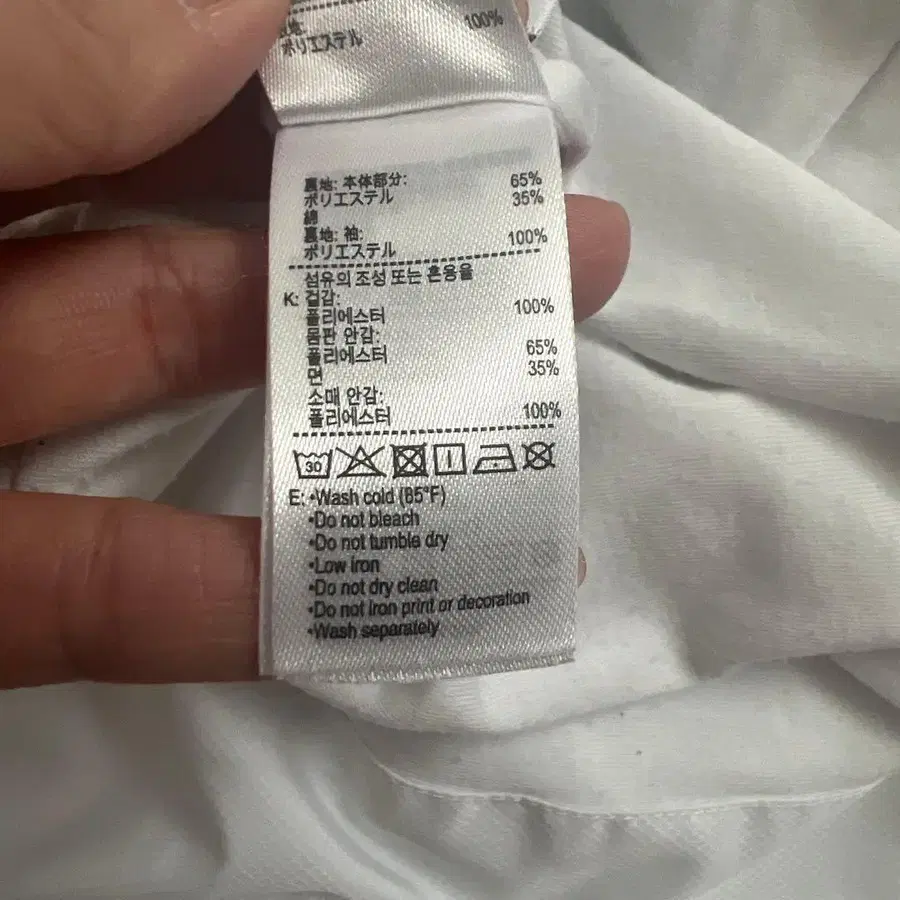 ポリエステル 100%
裏地: 本体部分:
ポリエステル 65%
綿 35%
裏地: 袖:
ポリエステル 100%
섬유의 조성 또는 혼용율
K: 겉감:
폴리에스터 100%
몸판 안감:
폴리에스터 65%
면 35%
소매 안감:
폴리에스터 100%
30
E: •Wash cold (85°F)
•Do not bleach
•Do not tumble dry
•Low iron
•Do not dry clean
•Do not iron print or decoration
•Wash separately